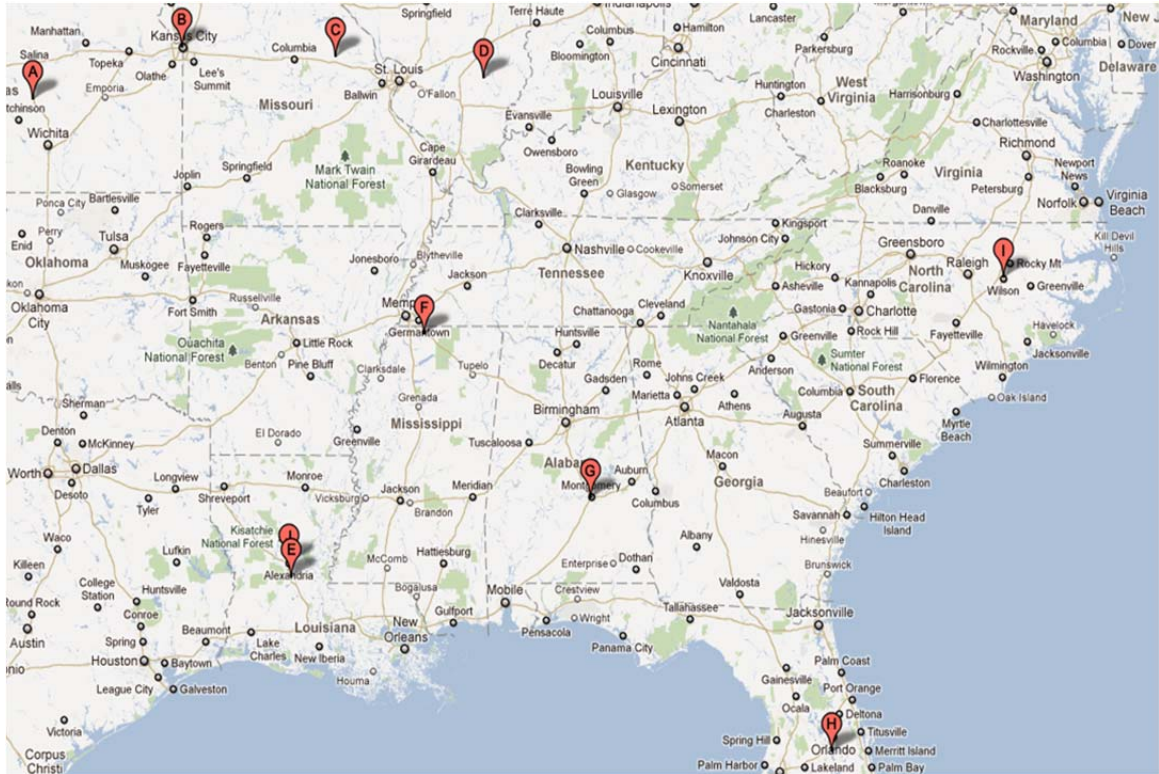 Springfield
Terre Haute
Lancaster
Maryland
New J
Manhattan
B
Kansas City
C
Columbia
D
Columbus
Bloomington
Hamilton
Cincinnati
Parkersburg
Rockville
Columbia
Dover
Washington
Delaware
Salina
A
Topeka
Olathe
Lee's
Summit
St. Louis
West
Virginia
Huntington
Charleston
Harrisonburg
Emporia
tchinson
Missouri
Ballwin
O'Fallon
Louisville
Lexington
Charlottesville
Wichita
Evansville
Owensboro
Richmond
Joplin
Springfield
Mark Twain
National Forest
Cape
Girardeau
Bowling
Green
Kentucky
Glasgow
Somerset
Roanoke
Blacksburg
Virginia
Petersburg
Newport
News
Norfolk
Virginia
Beach
Ponca City
Bartlesville
Clarksville
Danville
Kingsport
Kill Devil
Hills
Enid
Perry
Tulsa
Rogers
Fayetteville
Nashville
Cookeville
Johnson City
Greensboro
I
Oklahoma
Muskogee
Jonesboro
Blytheville
Jackson
Tennessee
Knoxville
Hickory
Asheville
Kannapolis
North
Carolina
Raleigh
Rocky Mt
Wilson
Greenville
Oklahoma
City
Fort Smith
Russellville
Arkansas
F
Germantown
Chattanooga
Cleveland
Gastonia
Charlotte
Fayetteville
Havelock
Jacksonville
Ouachita
National Forest
Little Rock
Benton
Pine Bluff
Huntsville
Decatur
Nantahala
National Forest
Greenville
Rock Hill
Sumter
National Forest
Wilmington
Clarksdale
Tupelo
Rome
Anderson
Gadsden
Johns Creek
Marietta
Columbia
South
Carolina
Florence
Oak Island
Sherman
Grenada
Mississippi
Birmingham
Atlanta
Athens
Augusta
Myrtle
Beach
Denton
McKinney
El Dorado
Greenville
Tuscaloosa
Summerville
Charleston
Worth
Dallas
Desoto
Longview
Tyler
Shreveport
Monroe
Vicksburg
Jackson
Brandon
Meridian
G
Montgomery
Auburn
Columbus
Macon
Georgia
Beaufort
Savannah
Hilton Head
Island
Hinesville
Waco
Kisatchie
National Forest
E
Alexandria
Lufkin
McComb
Hattiesburg
Albany
Enterprise
Dothan
Brunswick
Killeen
College
Station
Huntsville
Bogalusa
Mobile
Crestview
Valdosta
Round Rock
Conroe
Austin
Spring
Beaumont
Louisiana
New
Orleans
Gulfport
Pensacola
Wright
Tallahassee
Jacksonville
Houston
Baytown
Lake
Charles
New Iberia
Houma
Panama City
Palm Coast
League City
Galveston
Gainesville
Port Orange
Ocala
Deltona
Victoria
H
Titusville
Spring Hill
Orlando
Merritt Island
Corpus
Christi
Palm Harbor
Lakeland
Palm Bay